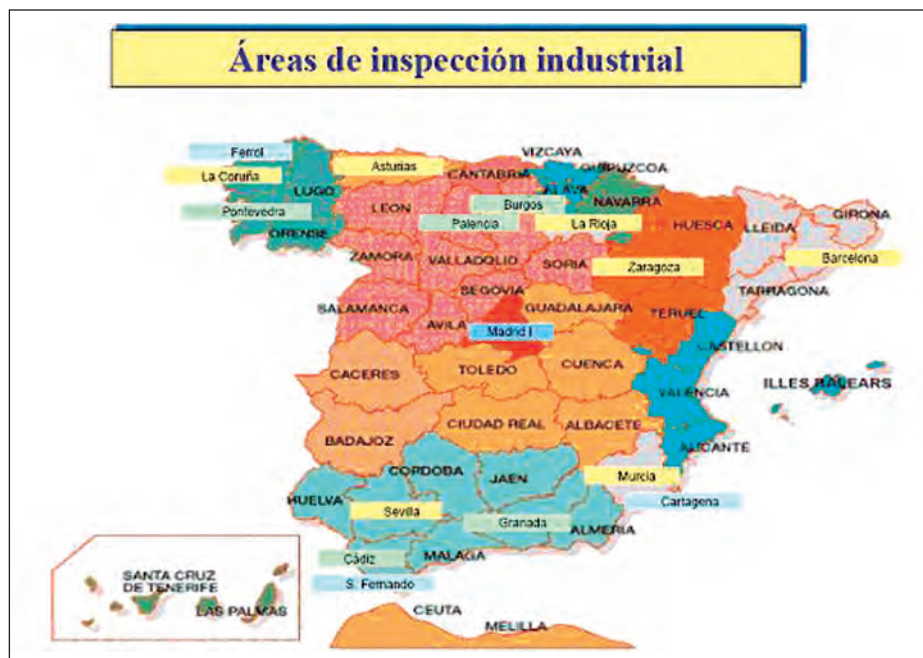 Áreas de inspección industrial
VIZCAYA
Ferrol
GUIPUZCOA
Asturias
CANTABRIA
La Coruña
LUGO
ALAVA
NAVARRA
Burgos
HUESCA
GIRONA
LEON
Pontevedra
Palencia
La Rioja
LLEIDA
ORENSE
Barcelona
ZAMORA
VALLADOLID
SORIA
Zaragoza
SEGOVIA
TARRAGONA
SALAMANCA
GUADALAJARA
TERUEL
AVILA
Madrid I
CASTELLON
CACERES
TOLEDO
CUENCA
ILLES BALEARS
VALENCIA
CIUDAD REAL
ALBACETE
BADAJOZ
ALICANTE
CORDOBA
JAEN
Murcia
HUELVA
Cartagena
Sevilla
Granada
ALMERIA
Cádiz
MALAGA
SANTA CRUZ
DE TENERIFE
S. Fernando
LAS PALMAS
CEUTA
MELILLA